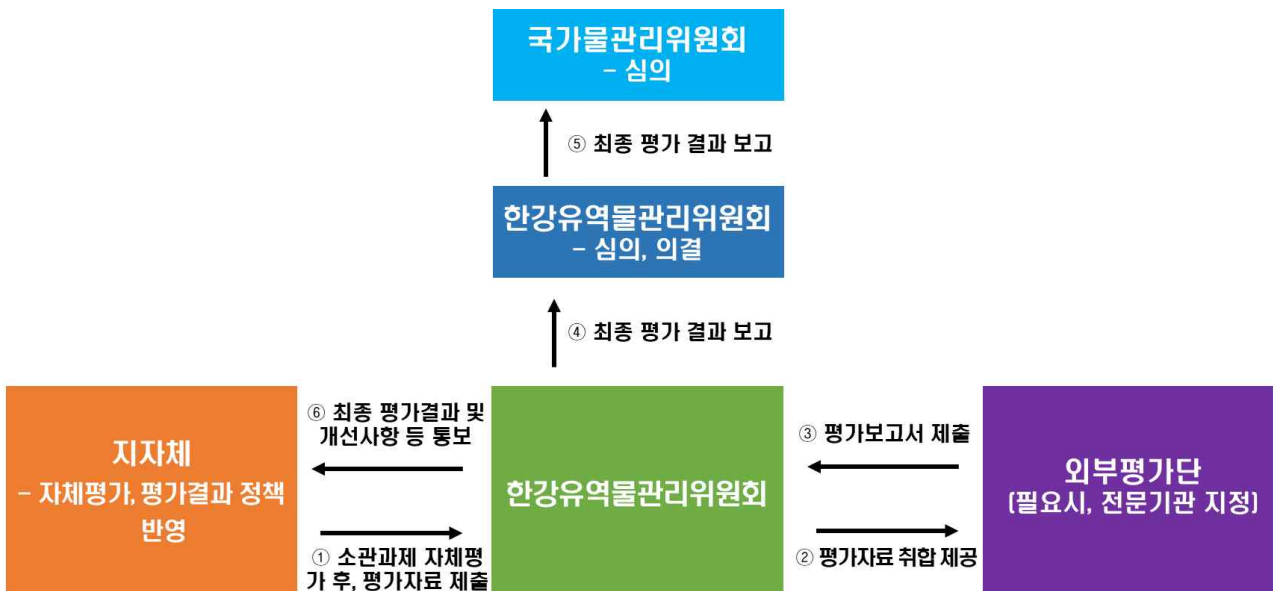 국가물관리위원회
- 심의
⑤ 최종 평가 결과 보고
한강유역물관리위원회
- 심의, 의결
④ 최종 평가 결과 보고
지자체
- 자체평가, 평가결과 정책
반영
⑥ 최종 평가결과 및
개선사항 등 통보
① 소관과제 자체평
가 후, 평가자료 제출
한강유역물관리위원회
③ 평가보고서 제출
② 평가자료 취합 제공
외부평가단
(필요시, 전문기관 지정)